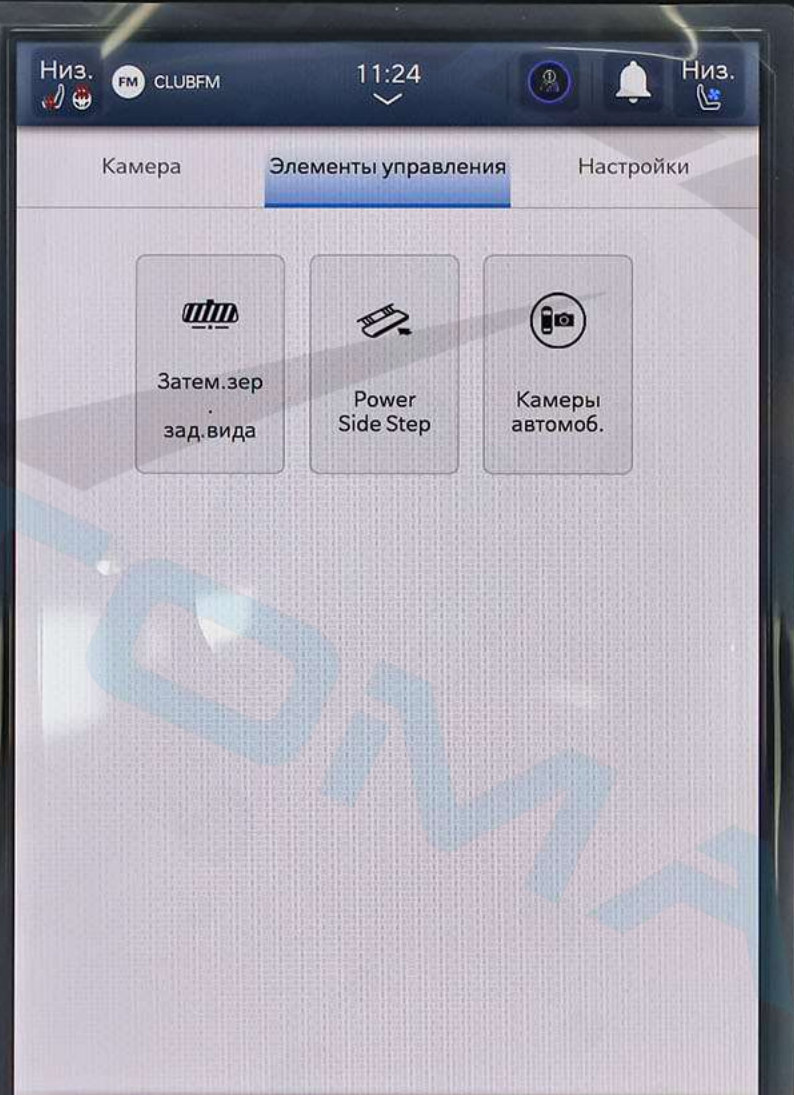 Низ. FM CLUBFM 11:24 Низ.
Камера Элементы управления Настройки
Затем.зер
.
зад.вида
Power
Side Step
Камеры
автомоб.